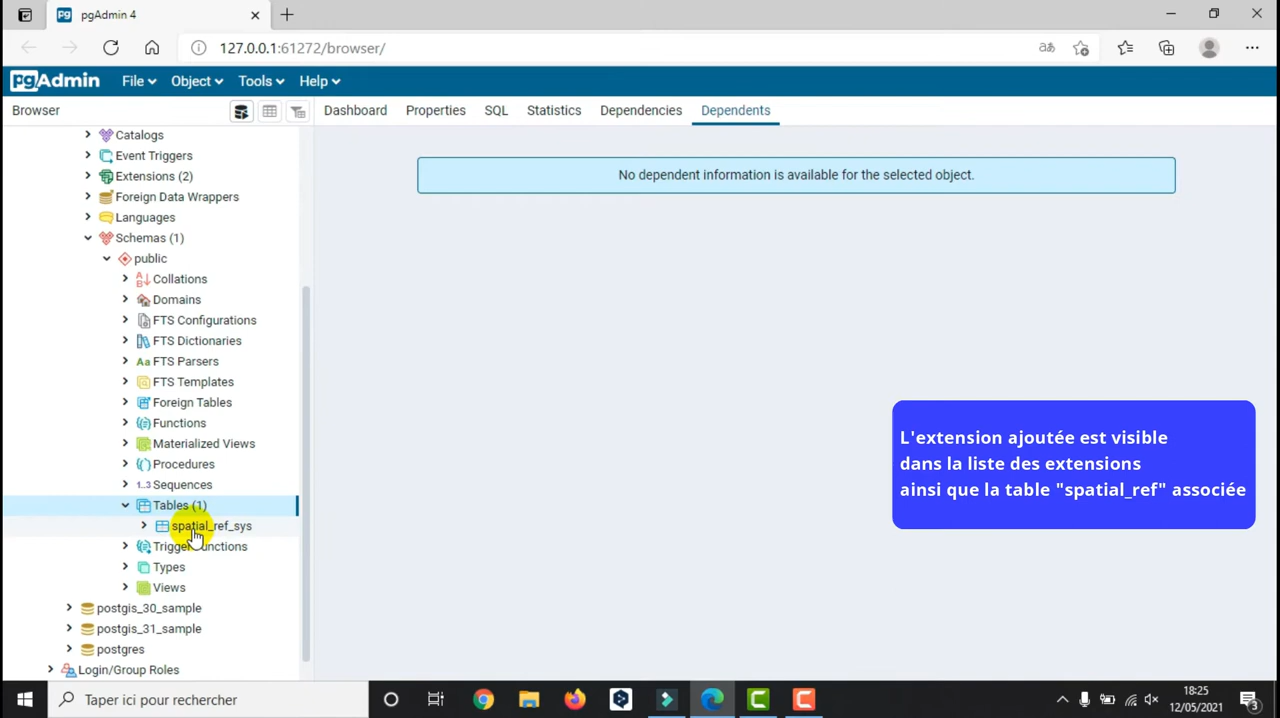 pgAdmin 4
127.0.0.1:61272/browser/
pgAdmin File Object Tools Help
Browser Dashboard Properties SQL Statistics Dependencies Dependents
Catalogs
Event Triggers
Extensions (2)
Foreign Data Wrappers
Languages
Schemas (1)
public
Collations
Domains
FTS Configurations
FTS Dictionaries
Aa FTS Parsers
FTS Templates
Foreign Tables
Functions
Materialized Views
Procedures
1..3 Sequences
Tables (1)
spatial_ref_sys
Trigger Functions
Types
Views
postgis_30_sample
postgis_31_sample
postgres
Login/Group Roles
No dependent information is available for the selected object.
L'extension ajoutée est visible
dans la liste des extensions
ainsi que la table "spatial_ref" associée
Taper ici pour rechercher
18:25
12/05/2021
3